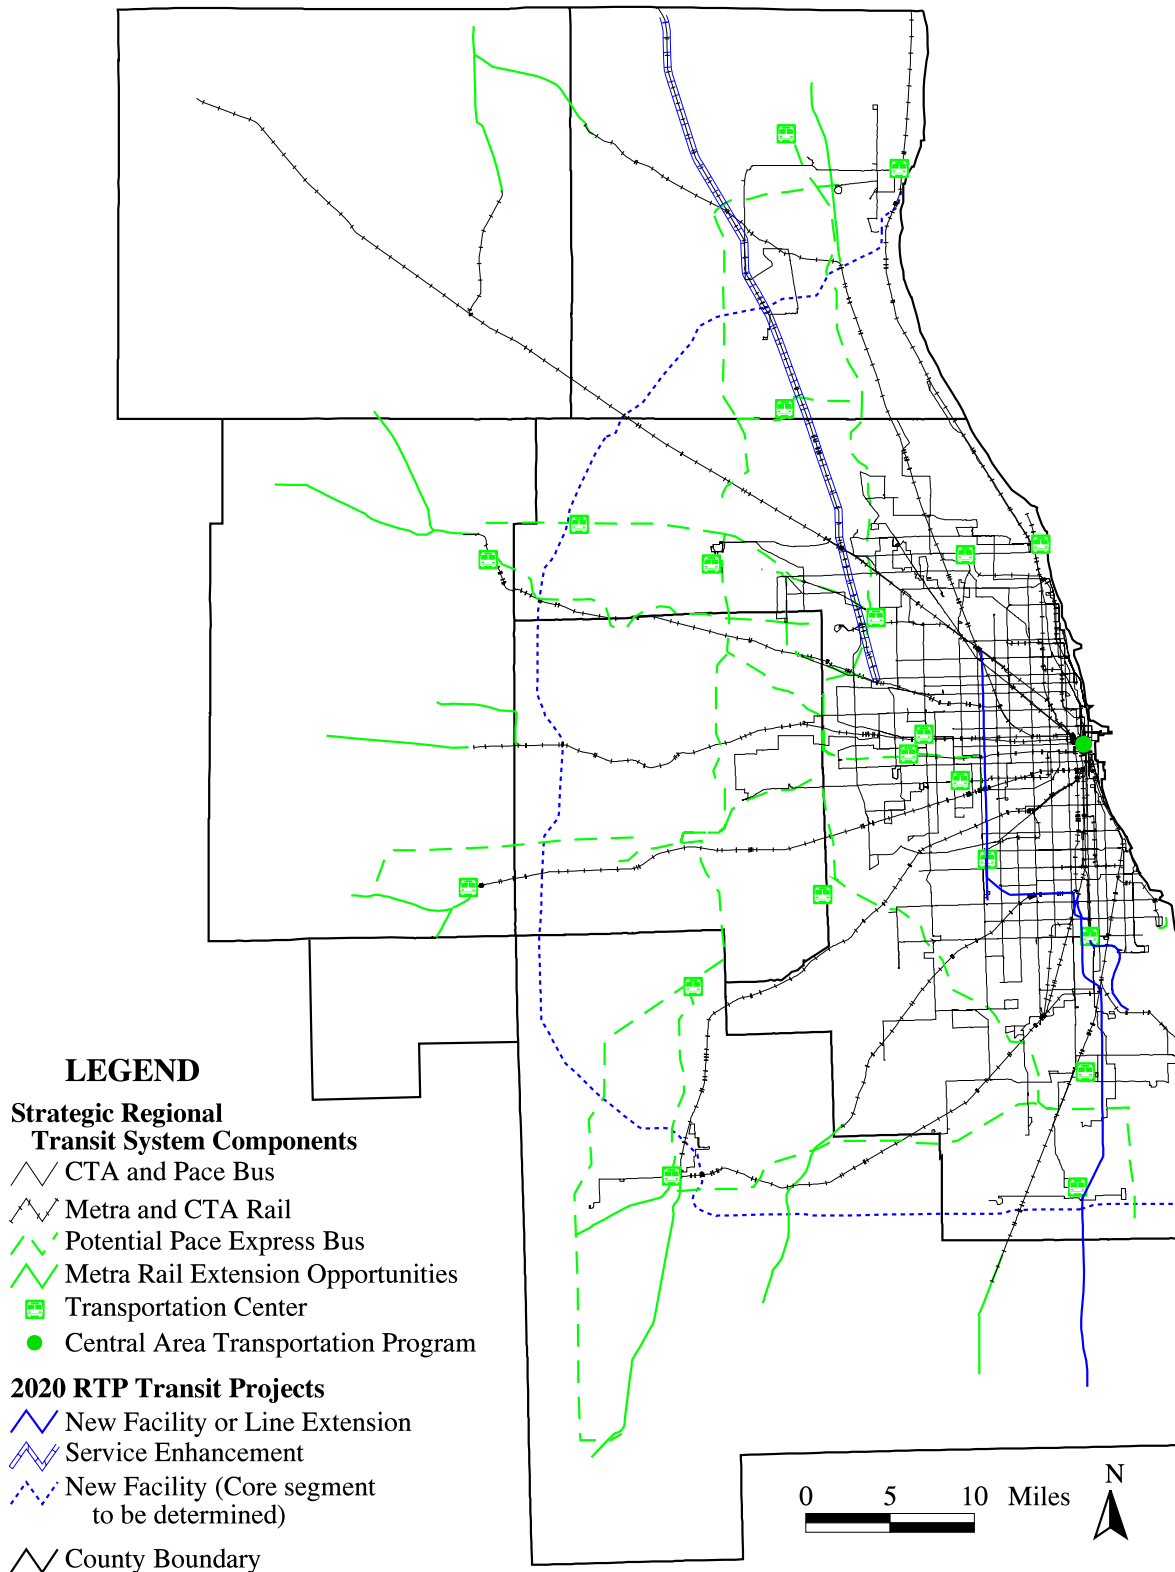 LEGEND
Strategic Regional
Transit System Components
CTA and Pace Bus
Metra and CTA Rail
Potential Pace Express Bus
Metra Rail Extension Opportunities
Transportation Center
Central Area Transportation Program
2020 RTP Transit Projects
New Facility or Line Extension
Service Enhancement
New Facility (Core segment
to be determined)
County Boundary
0 5 10 Miles
N